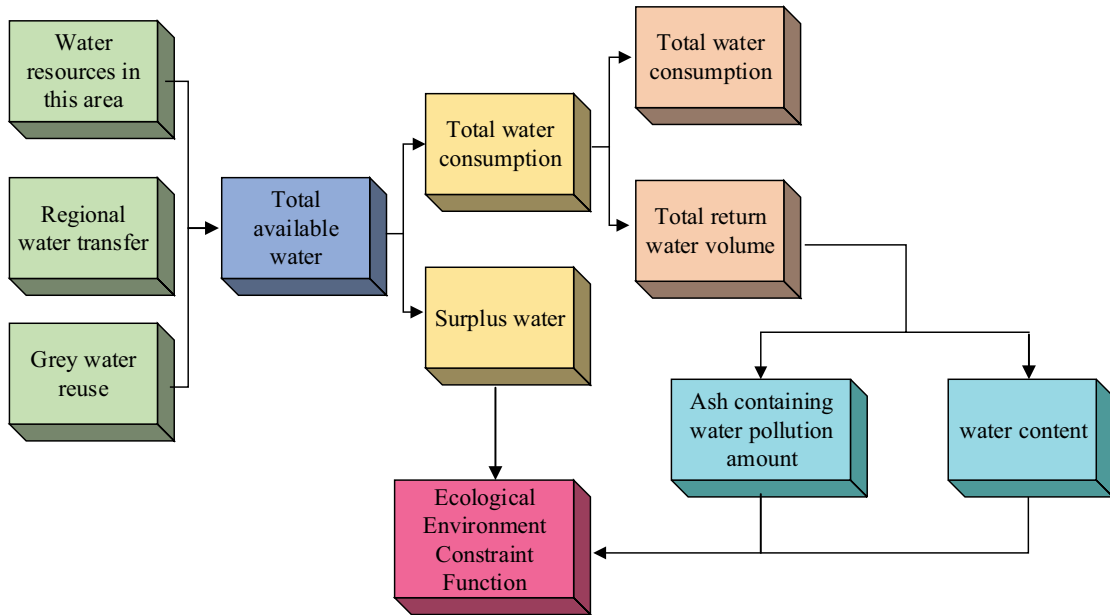 Water
resources in
this area
Regional
water transfer
Grey water
reuse
Total
available
water
Total water
consumption
Surplus water
Total water
consumption
Total return
water volume
Ash containing
water pollution
amount
water content
Ecological
Environment
Constraint
Function